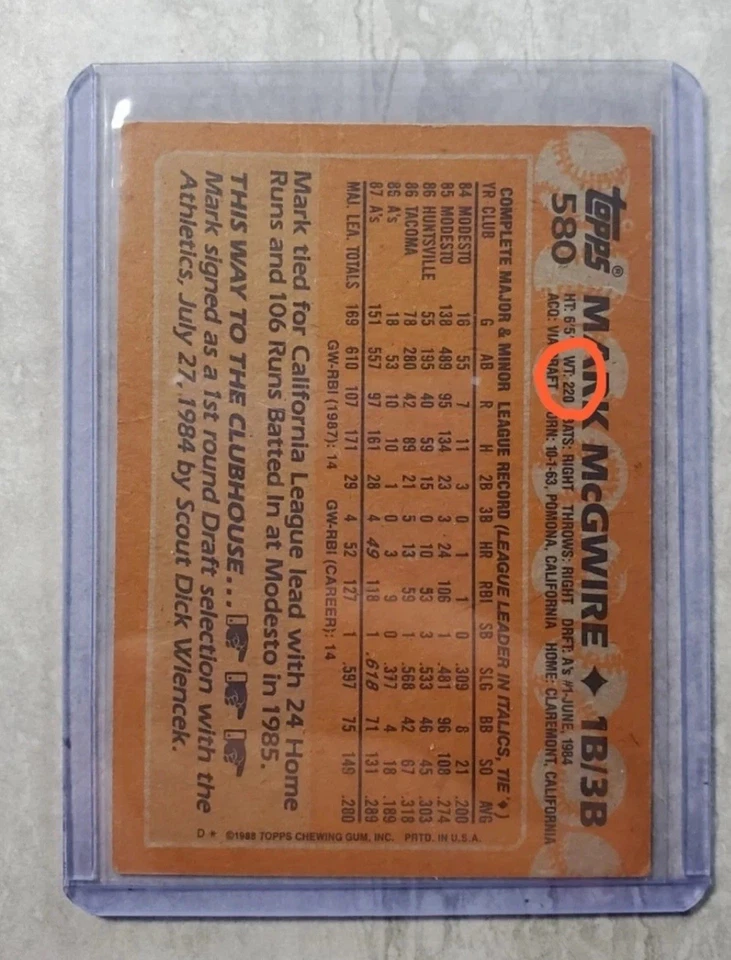 topps®
580
MARK McGWIRE ♦ 1B/3B
HT: 6'5" WT: 220 BATS: RIGHT THROWS: RIGHT DRFT: A's #1-JUNE, 1984
ACQ: VIA DRAFT BORN: 10-1-63, POMONA, CALIFORNIA HOME: CLAREMONT, CALIFORNIA
COMPLETE MAJOR & MINOR LEAGUE RECORD (LEAGUE LEADER IN ITALICS, TIE ♦)
YR CLUB G AB R H 2B 3B HR RBI SB SLG BB SO AVG
84 MODESTO 16 55 7 11 3 0 1 1 0 .309 8 21 .200
85 MODESTO 138 489 95 134 23 3 ♦24 106 1 .481 96 108 .274
86 HUNTSVILLE 55 195 40 59 15 0 10 53 3 .533 46 45 .303
86 TACOMA 78 280 42 89 21 5 13 59 1 .568 42 67 .318
86 A's 18 53 10 10 1 0 3 9 0 .377 4 18 .189
87 A's 151 557 97 161 28 4 49 118 1 .618 71 131 .289
MAJ. LEA. TOTALS 169 610 107 171 29 4 52 127 1 .597 75 149 .280
GW-RBI (1987): 14 GW-RBI (CAREER): 14
Mark tied for California League lead with 24 Home
Runs and 106 Runs Batted In at Modesto in 1985.
THIS WAY TO THE CLUBHOUSE...
Mark signed as a 1st round Draft selection with the
Athletics, July 27, 1984 by Scout Dick Wiencek.
D * ©1988 TOPPS CHEWING GUM, INC. PRTD. IN U.S.A.